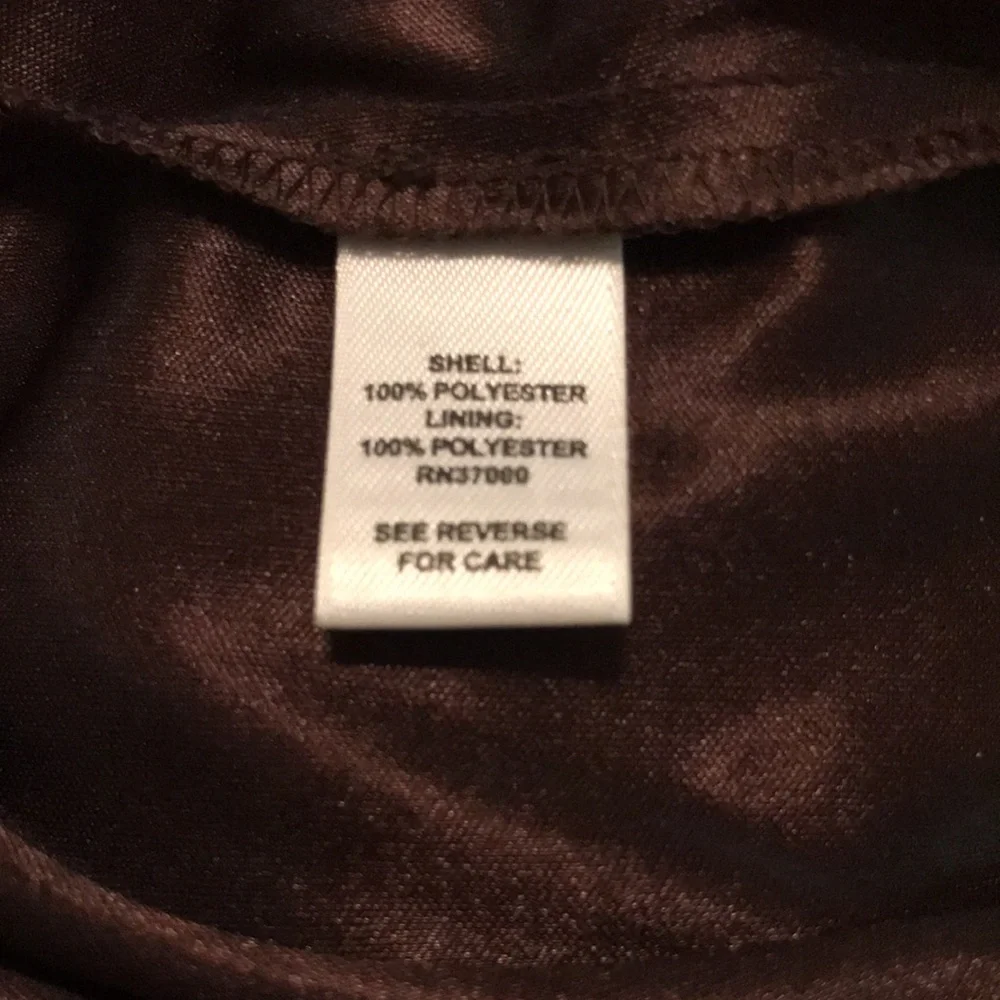 SHELL:
100% POLYESTER
LINING:
100% POLYESTER
RN37000
SEE REVERSE
FOR CARE